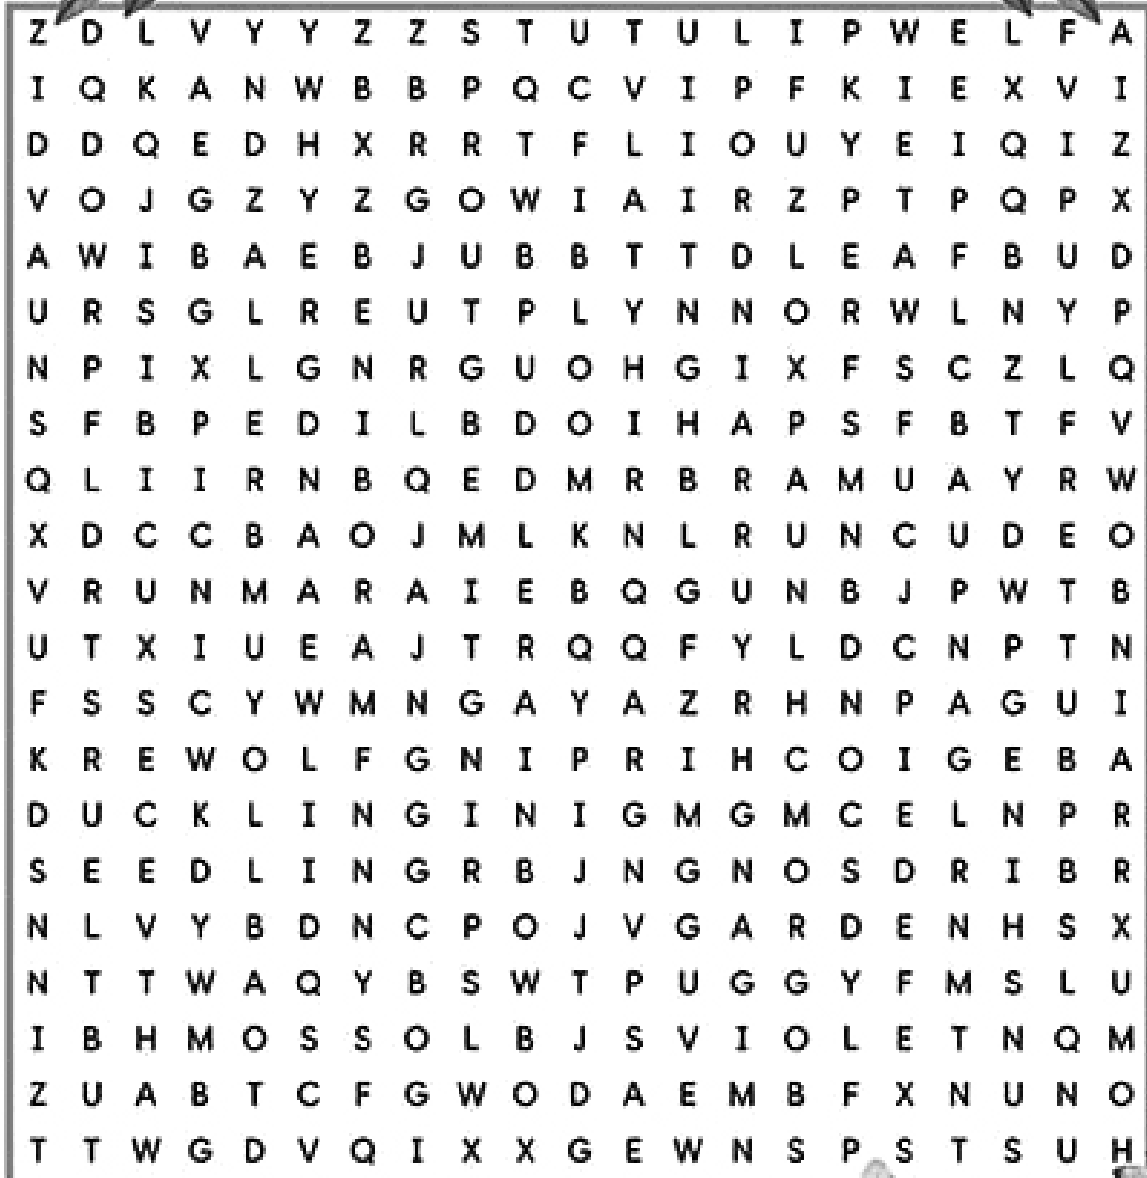 Z D L V Y Y Z Z S T U T U L I P W E L F A
I Q K A N W B B P Q C V I P F K I E X V I
D D Q E D H X R R T F L I O U Y E I Q I Z
V O J G Z Y Z G O W I A I R Z P T P Q P X
A W I B A E B J U B B T T D L E A F B U D
U R S G L R E U T P L Y N N O R W L N Y P
N P I X L G N R G U O H G I X F S C Z L Q
S F B P E D I L B D O I H A P S F B T F V
Q L I I R N B Q E D M R B R A M U A Y R W
X D C C B A O J M L K N L R U N C U D E O
V R U N M A R A I E B Q G U N B J P W T B
U T X I U E A J T R Q Q F Y L D C N P T N
F S S C Y W M N G A Y A Z R H N P A G U I
K R E W O L F G N I P R I H C O I G E B A
D U C K L I N G I N I G M G M C E L N P R
S E E D L I N G R B J N G N O S D R I B R
N L V Y B D N C P O J V G A R D E N H S X
N T T W A Q Y B S W T P U G G Y F M S L U
I B H M O S S O L B J S V I O L E T N Q M
Z U A B T C F G W O D A E M B F X N U N O
T T W G D V Q I X X G E W N S P S T S U H